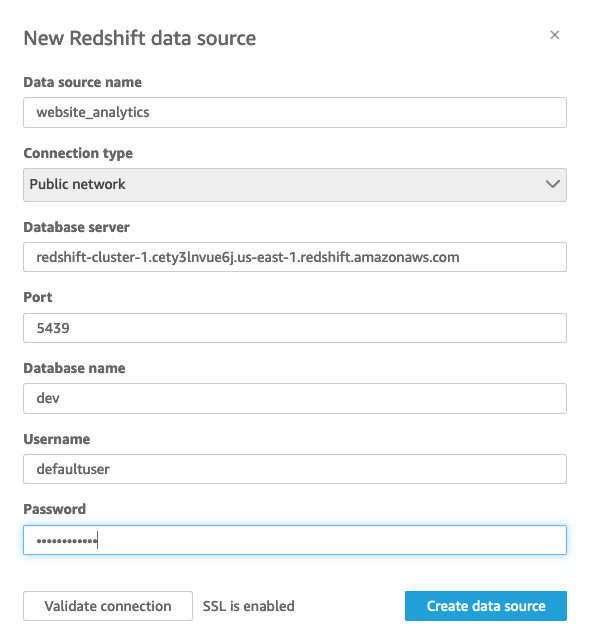 New Redshift data source
Data source name
website_analytics
Connection type
Public network
Database server
redshift-cluster-1.cety3lnvue6j.us-east-1.redshift.amazonaws.com
Port
5439
Database name
dev
Username
defaultuser
Password
••••••••••••
Validate connection SSL is enabled Create data source